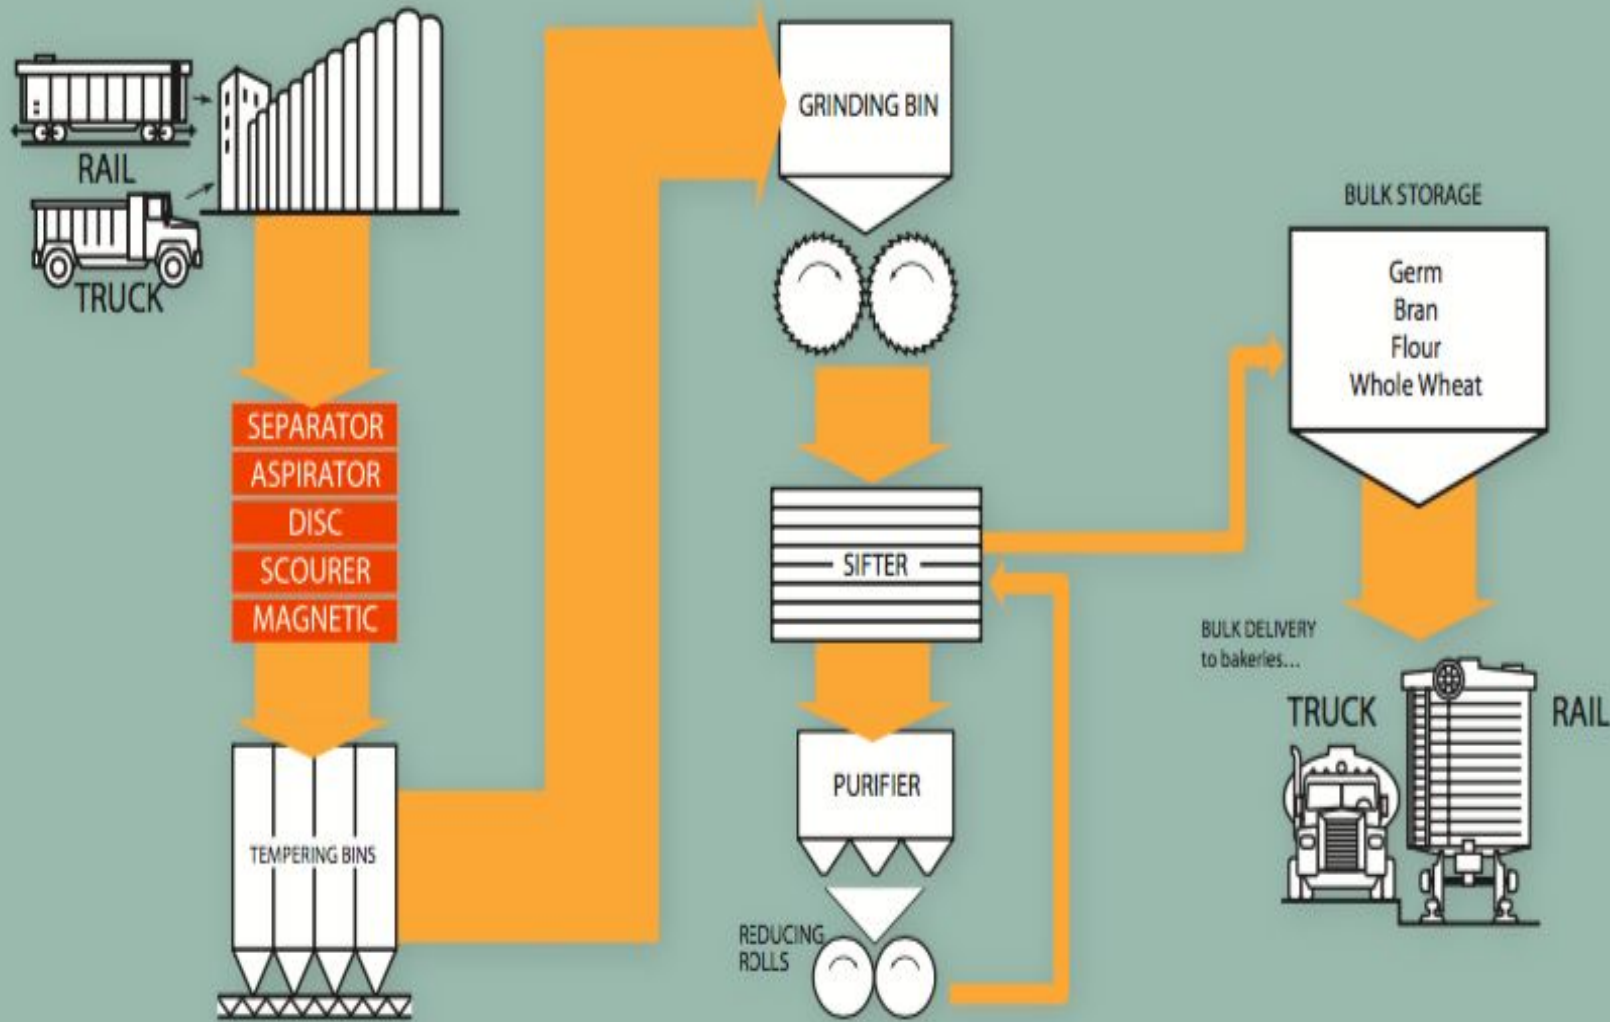 RAIL
TRUCK
SEPARATOR
ASPIRATOR
DISC
SCOURER
MAGNETIC
TEMPERING BINS
GRINDING BIN
SIFTER
PURIFIER
REDUCING
ROLLS
BULK STORAGE
Germ
Bran
Flour
Whole Wheat
BULK DELIVERY
to bakeries...
TRUCK
RAIL